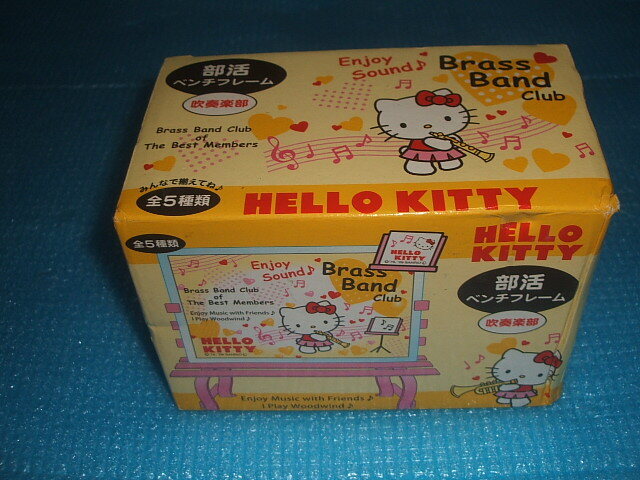 部活
ベンチフレーム
吹奏楽部
Enjoy
Sound♪
Brass
Band
Club
Brass Band Club
of
The Best Members
みんなで揃えてね♪
全5種類
HELLO KITTY
全5種類
Enjoy
Sound♪
Brass
Band
Club
Brass Band Club
of
The Best Members
Enjoy Music with Friends♪
I Play Woodwind♪
HELLO
KITTY
HELLO
KITTY
Enjoy Music with Friends♪
I Play Woodwind♪
HELLO
KITTY
部活
ベンチフレーム
吹奏楽部